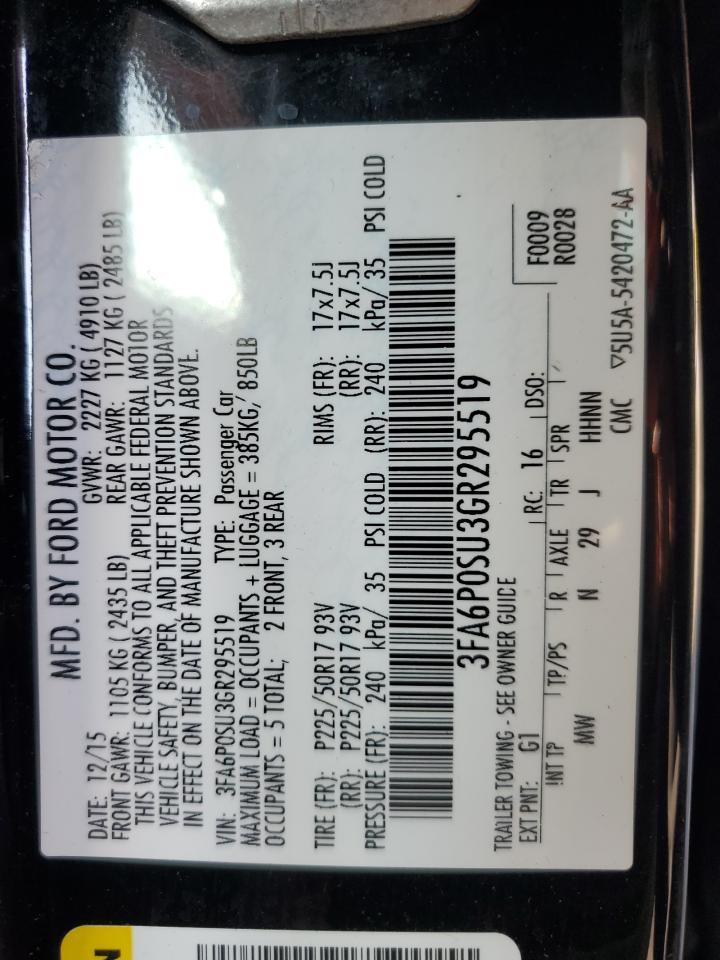 MFD. BY FORD MOTOR CO.
DATE: 12/15 GVWR: 2227 KG ( 4910 LB)
FRONT GAWR: 1105 KG ( 2435 LB) REAR GAWR: 1127 KG ( 2485 LB)
THIS VEHICLE CONFORMS TO ALL APPLICABLE FEDERAL MOTOR
VEHICLE SAFETY, BUMPER, AND THEFT PREVENTION STANDARDS
IN EFFECT ON THE DATE OF MANUFACTURE SHOWN ABOVE.
VIN: 3FA6P0SU3GR295519 TYPE: Passenger Car
MAXIMUM LOAD = OCCUPANTS + LUGGAGE = 385KG, 850LB
OCCUPANTS = 5 TOTAL; 2 FRONT, 3 REAR
TIRE (FR): P225/50R17 93V RIMS (FR): 17x7.5J
(RR): P225/50R17 93V (RR): 17x7.5J
PRESSURE (FR): 240 kPa/ 35 PSI COLD (RR): 240 kPa/ 35 PSI COLD
3FA6P0SU3GR295519
TRAILER TOWING - SEE OWNER GUIDE
F0009
EXT PNT: G1 RC: 16 DSO: R0028
INT TP TP/PS R AXLE TR SPR
MW N 29 J HHNN
CMC ▽5U5A-5420472-AA
N